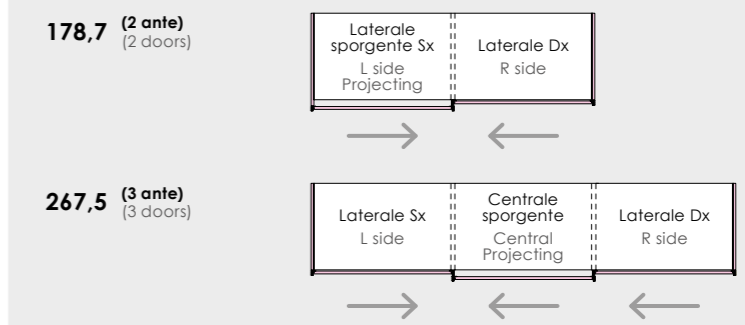 178,7 (2 ante)
(2 doors)
Laterale
sporgente Sx
L side
Projecting
Laterale Dx
R side
267,5 (3 ante)
(3 doors)
Laterale Sx
L side
Centrale
sporgente
Central
Projecting
Laterale Dx
R side